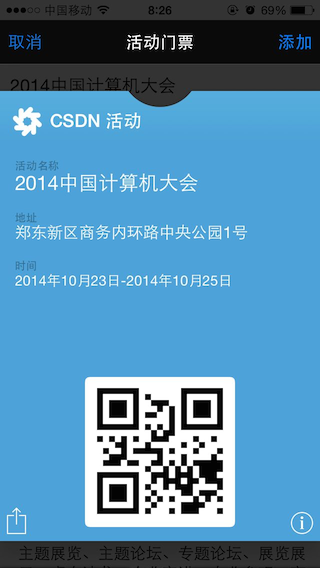 中国移动 8:26 69%
取消 活动门票 添加
2014中国计算机大会
CSDN 活动
活动名称
2014中国计算机大会
地址
郑东新区商务内环路中央公园1号
时间
2014年10月23日-2014年10月25日
主题展览、主题论坛、专题论坛、展览展